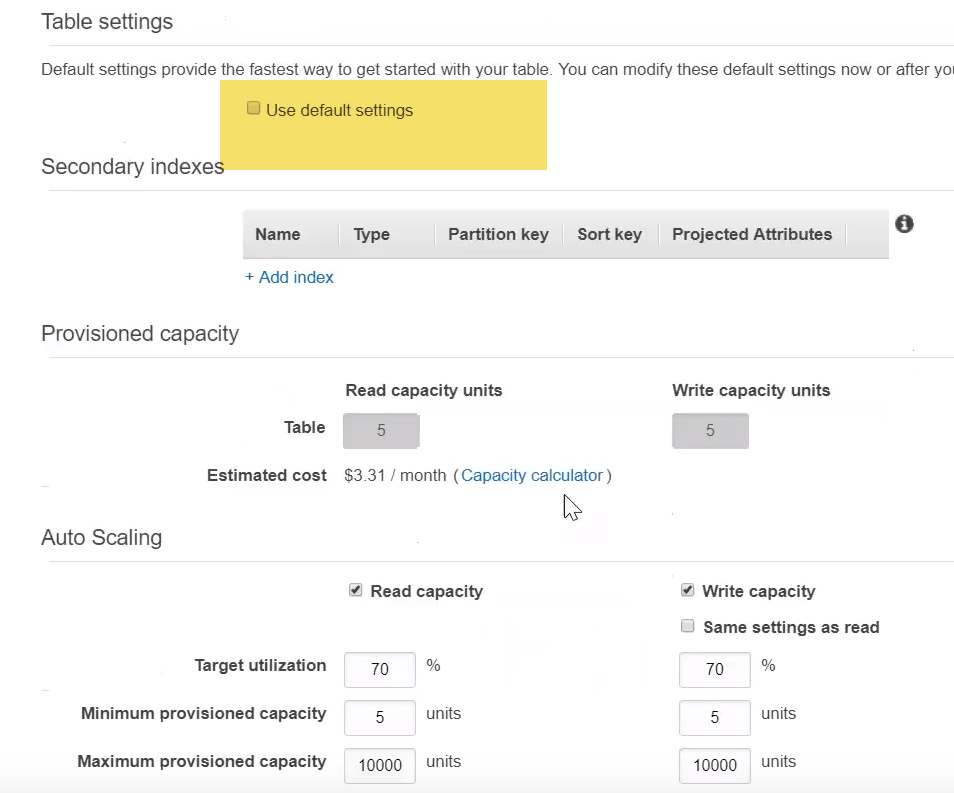 Table settings
Default settings provide the fastest way to get started with your table. You can modify these default settings now or after
Use default settings
Secondary indexes
Name Type Partition key Sort key Projected Attributes
+ Add index
Provisioned capacity
Read capacity units Write capacity units
Table 5 5
Estimated cost $3.31 / month ( Capacity calculator )
Auto Scaling
Read capacity Write capacity
Same settings as read
Target utilization 70 % 70 %
Minimum provisioned capacity 5 units 5 units
Maximum provisioned capacity 10000 units 10000 units